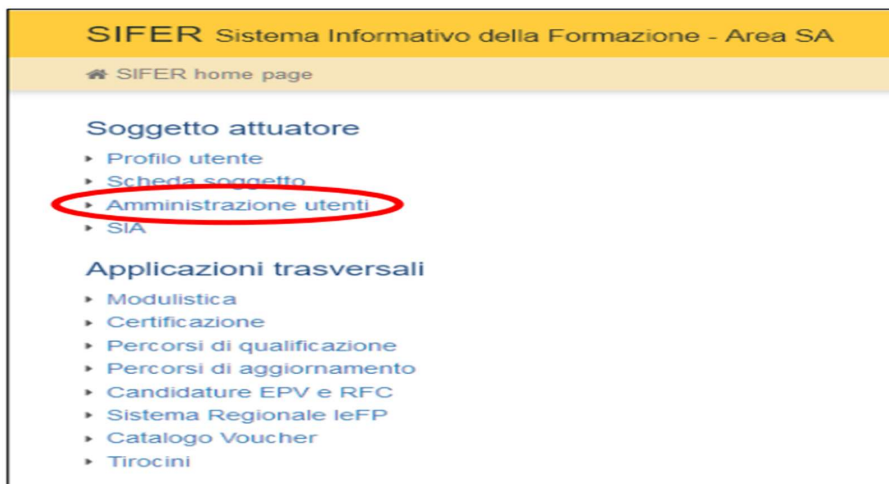 SIFER Sistema Informativo della Formazione - Area SA
SIFER home page
Soggetto attuatore
Profilo utente
Scheda soggetto
Amministrazione utenti
SIA
Applicazioni trasversali
Modulistica
Certificazione
Percorsi di qualificazione
Percorsi di aggiornamento
Candidature EPV e RFC
Sistema Regionale IeFP
Catalogo Voucher
Tirocini